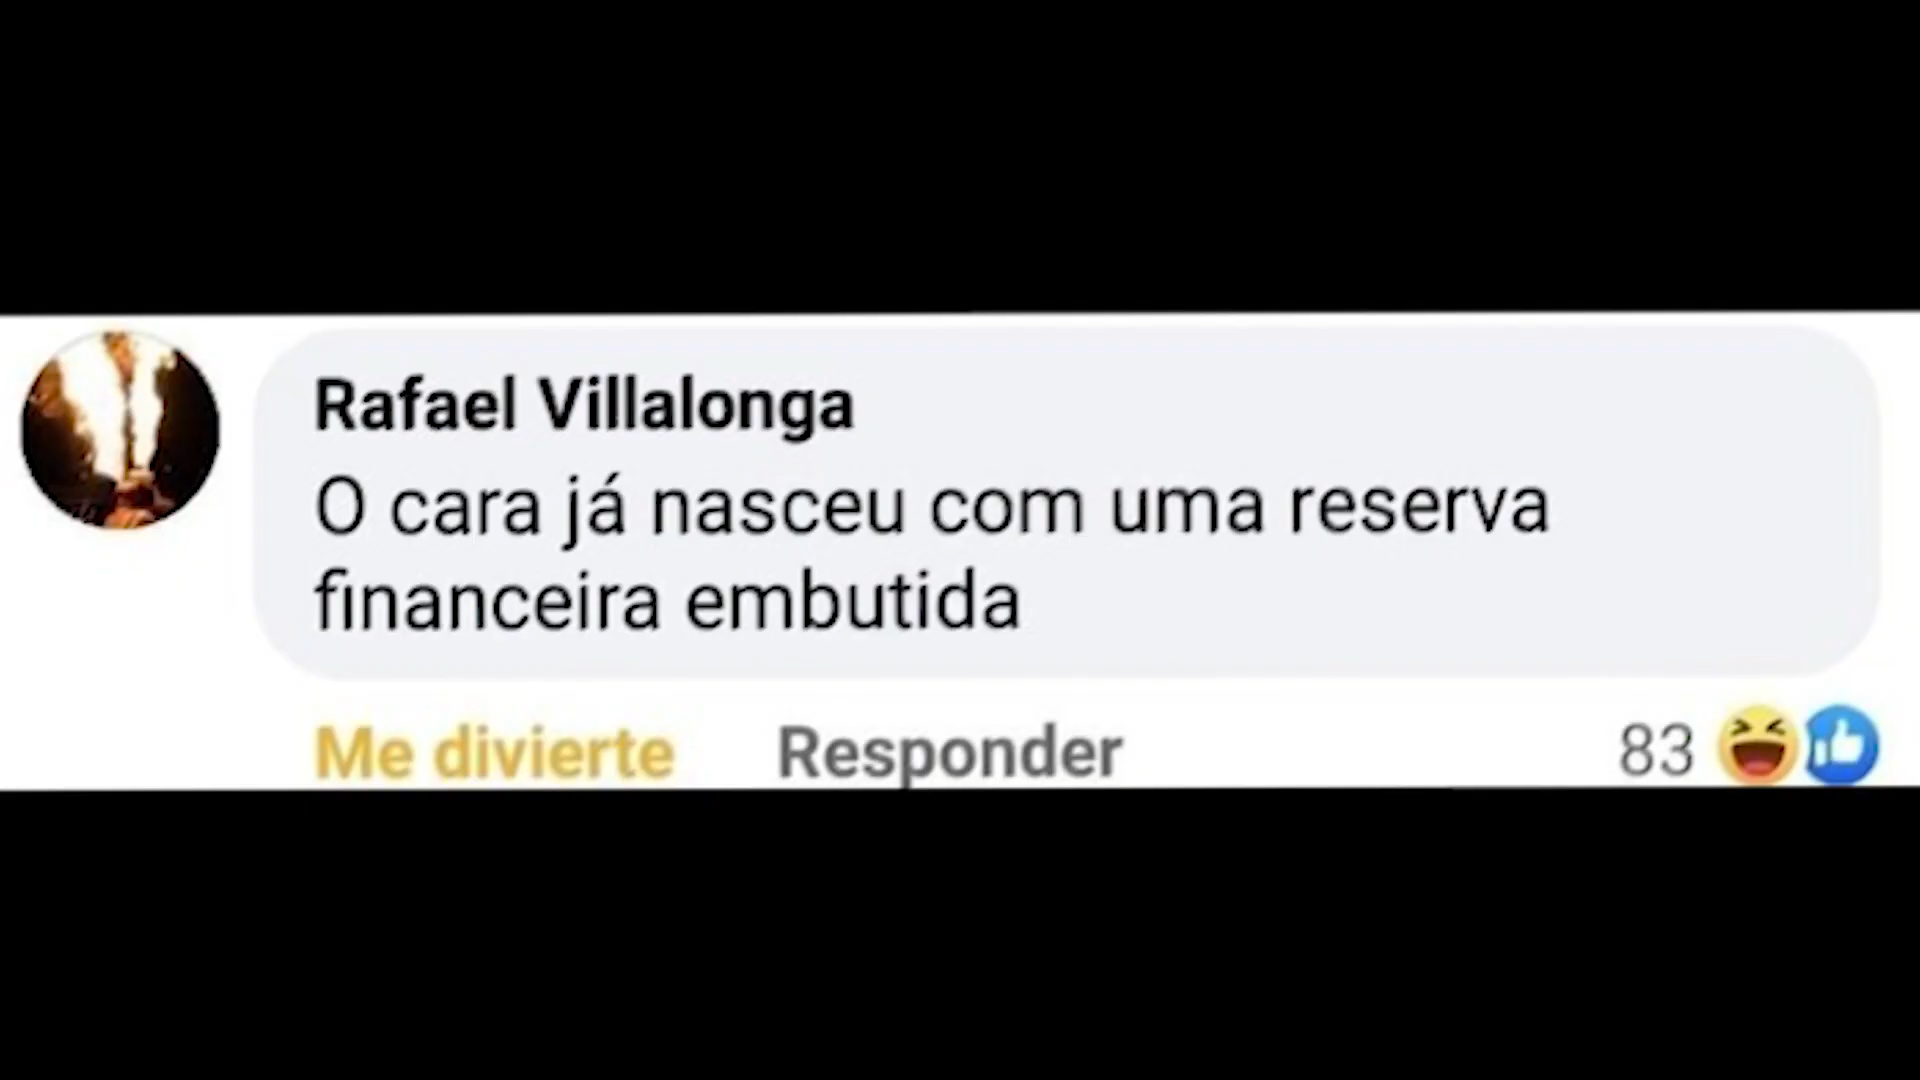 Rafael Villalonga
O cara já nasceu com uma reserva
financeira embutida
Me divierte Responder 83